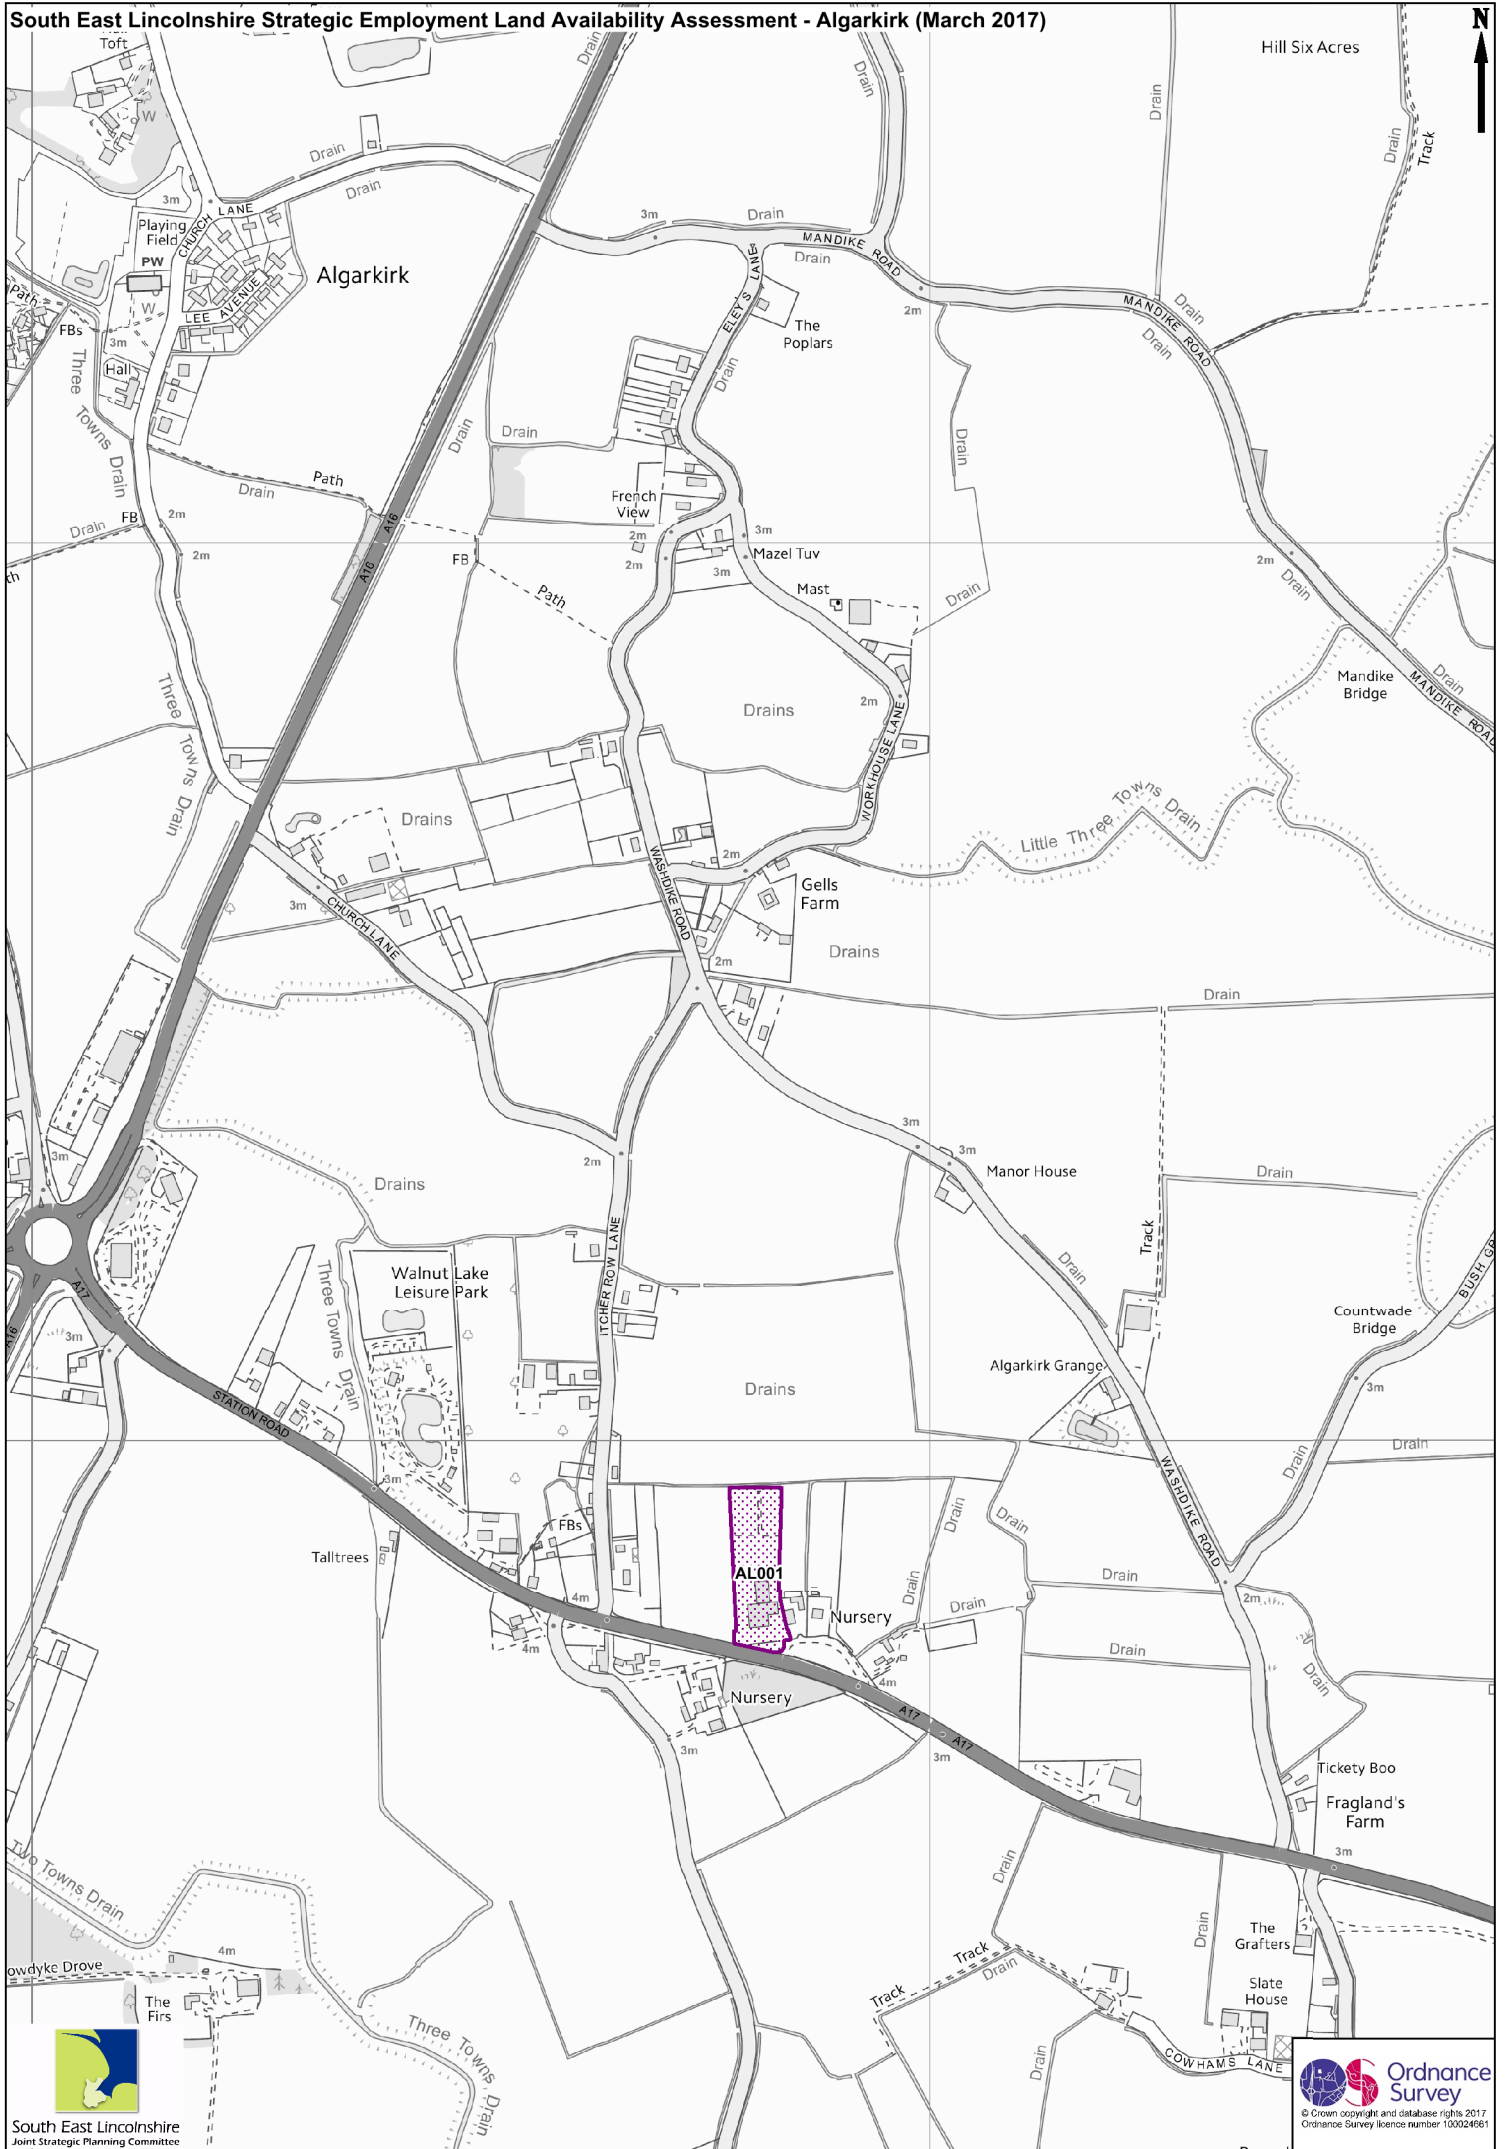 South East Lincolnshire Strategic Employment Land Availability Assessment - Algarkirk (March 2017)
N
Toft
Drain
Drain
Hill Six Acres
Drain
Drain
Track
W
Drain
Drain
3m
CHURCH LANE
Playing
Field
PW
W
Algarkirk
LEE AVENUE
3m
Drain
MANDIKE ROAD
Drain
ELEYS LANE
The
Poplars
Drain
2m
MANDIKE ROAD
Drain
Drain
Path
FBs
3m
Hall
Three Towns Drain
Drain
Drain
Drain
Path
Drain
French
View
FB
2m
Drain
2m
th
A16
A16
FB
Path
2m
2m
3m
Mazel Tuv
3m
Mast
Drain
2m
Drain
Mandike
Bridge
Drain
MANDIKE ROAD
Three Towns Drain
Drains
2m
WORKHOUSE LANE
Drains
Little Three Towns Drain
WASHDIKE ROAD
2m
Gells
Farm
3m
CHURCH LANE
2m
Drains
Drain
3m
2m
3m
3m
Manor House
Drains
Drain
Track
Drain
BUSH GR
Walnut Lake
Leisure Park
ITCHER ROW LANE
Three Towns Drain
A17
A16
3m
Countwade
Bridge
3m
STATION ROAD
Drains
Algarkirk Grange
Drain
Drain
WASHDIKE ROAD
3m
Talltrees
FBs
AL001
Drain
Drain
Drain
Drain
2m
4m
4m
Nursery
Drain
Drain
Drain
Nursery
4m
A17
A17
3m
3m
Tickety Boo
Fragland's
Farm
3m
Two Towns Drain
Drain
Drain
The
Grafters
4m
owdyke Drove
The
Firs
Track
Drain
Track
Slate
House
Three Towns Drain
Drain
COWHAMS LANE
South East Lincolnshire
Joint Strategic Planning Committee
Ordnance
Survey
© Crown copyright and database rights 2017
Ordnance Survey licence number 100024661